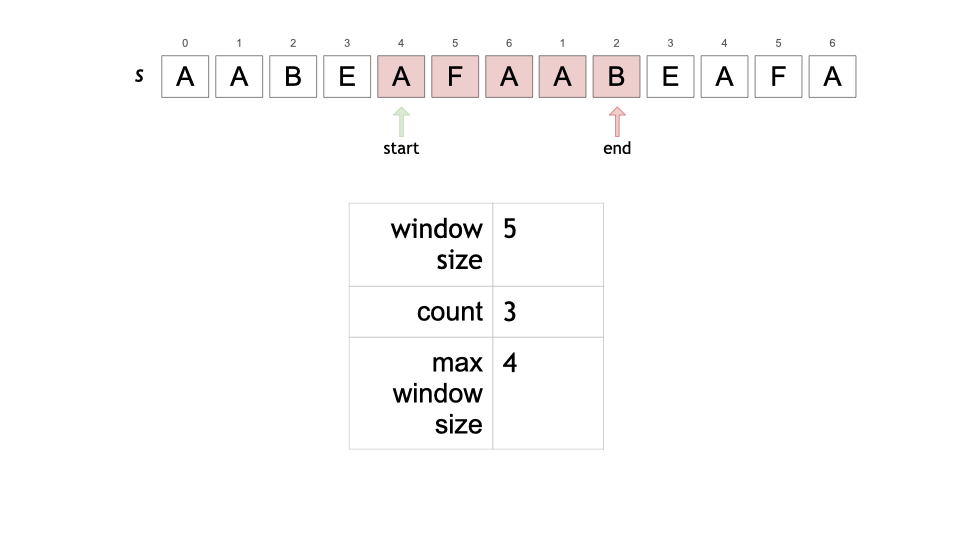 0 1 2 3 4 5 6 1 2 3 4 5 6
s A A B E A F A A B E A F A
start end
window 5
size
count 3
max 4
window
size